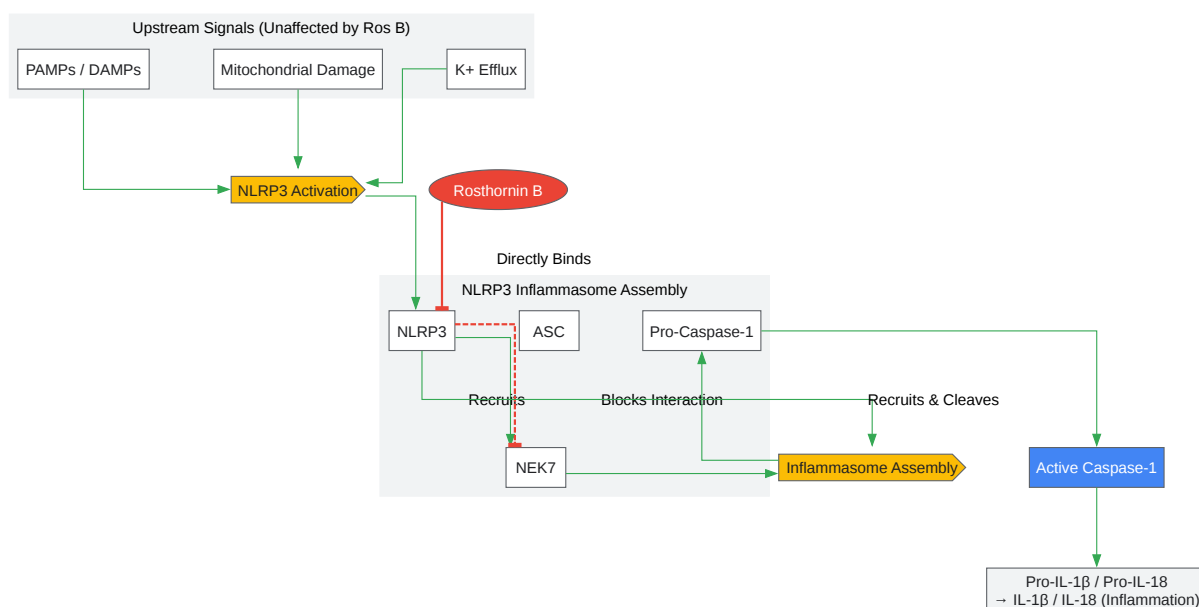 Upstream Signals (Unaffected by Ros B)
PAMPs / DAMPs
Mitochondrial Damage
K+ Efflux
NLRP3 Activation
Rosthornin B
Directly Binds
NLRP3 Inflammasome Assembly
NLRP3
ASC
Pro-Caspase-1
Recruits
Blocks Interaction
Recruits & Cleaves
NEK7
Inflammasome Assembly
Active Caspase-1
Pro-IL-1β / Pro-IL-18
→ IL-1β / IL-18 (Inflammation)